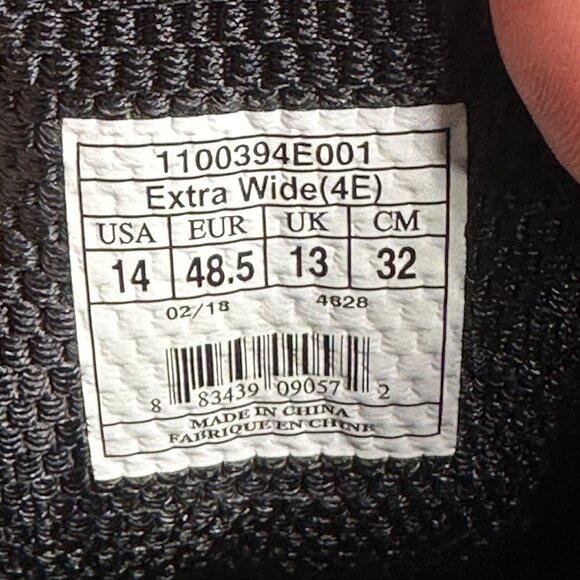 1100394E001
Extra Wide(4E)
USA EUR UK CM
14 48.5 13 32
02/18 4828
8 83439 09057 2
MADE IN CHINA
FABRIQUE EN CHINE